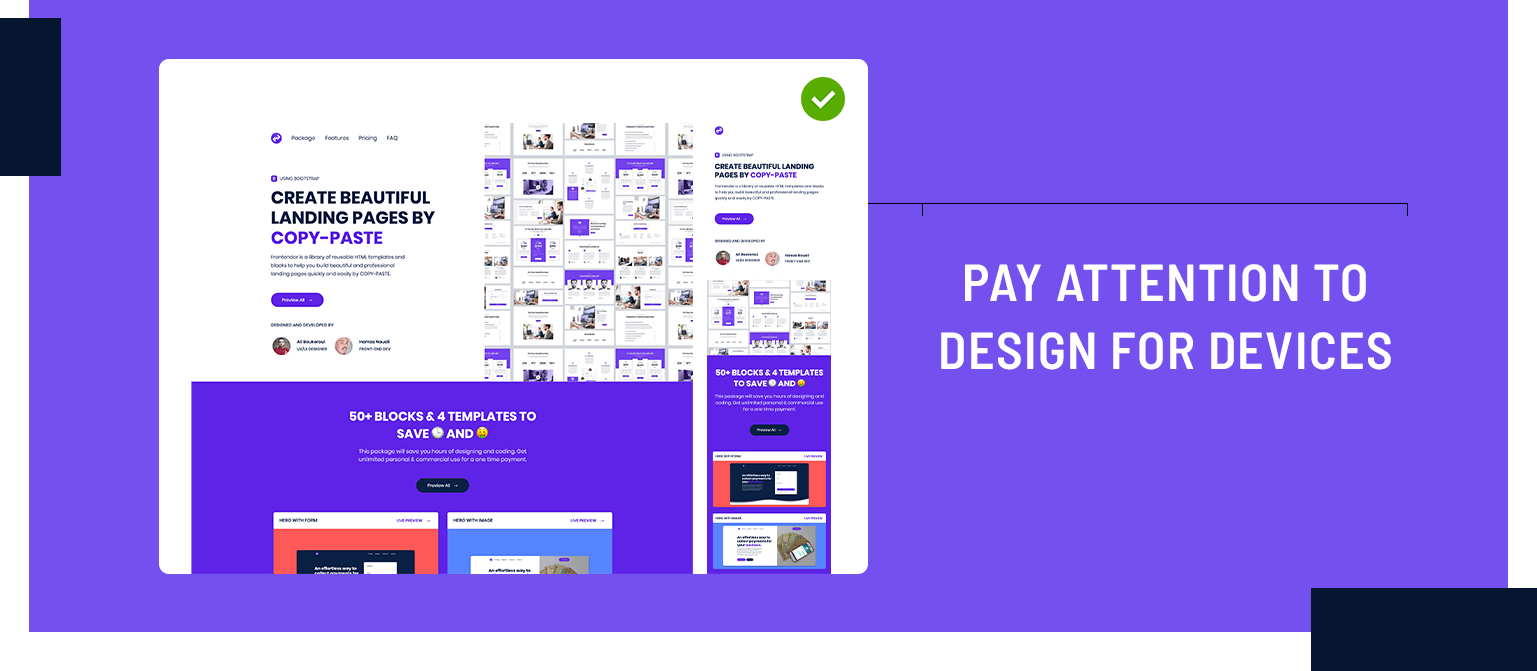 Package Features Pricing FAQ
USING BOOTSTRAP
CREATE BEAUTIFUL
LANDING PAGES BY
COPY-PASTE
Frontendor is a library of reusable HTML templates and
blocks to help you build beautiful and professional
landing pages quickly and easily by COPY-PASTE.
Preview All →
DESIGNED AND DEVELOPED BY
Ali Boukeroui
UX/UI DESIGNER
Hamza Nouali
FRONT-END DEV
50+ BLOCKS & 4 TEMPLATES TO
SAVE 🕒 AND 😛
This package will save you hours of designing and coding. Get
unlimited personal & commercial use for a one time payment.
Preview All →
HERO WITH FORM LIVE PREVIEW →
An effortless way to
collect payments for
HERO WITH IMAGE LIVE PREVIEW →
An effortless way to
USING BOOTSTRAP
CREATE BEAUTIFUL LANDING
PAGES BY COPY-PASTE
Frontendor is a library of reusable HTML templates and blocks
to help you build beautiful and professional landing pages
quickly and easily by COPY-PASTE.
Preview All →
DESIGNED AND DEVELOPED BY
Ali Boukeroui
UX/UI DESIGNER
Hamza Nouali
FRONT-END DEV
50+ BLOCKS & 4 TEMPLATES
TO SAVE 🕒 AND 😛
This package will save you hours of designing and
coding. Get unlimited personal & commercial use
for a one time payment.
Preview All →
HERO WITH FORM LIVE PREVIEW
An effortless way to
collect payments for
HERO WITH IMAGE LIVE PREVIEW
An effortless way to
collect payments for
your business.
PAY ATTENTION TO
DESIGN FOR DEVICES